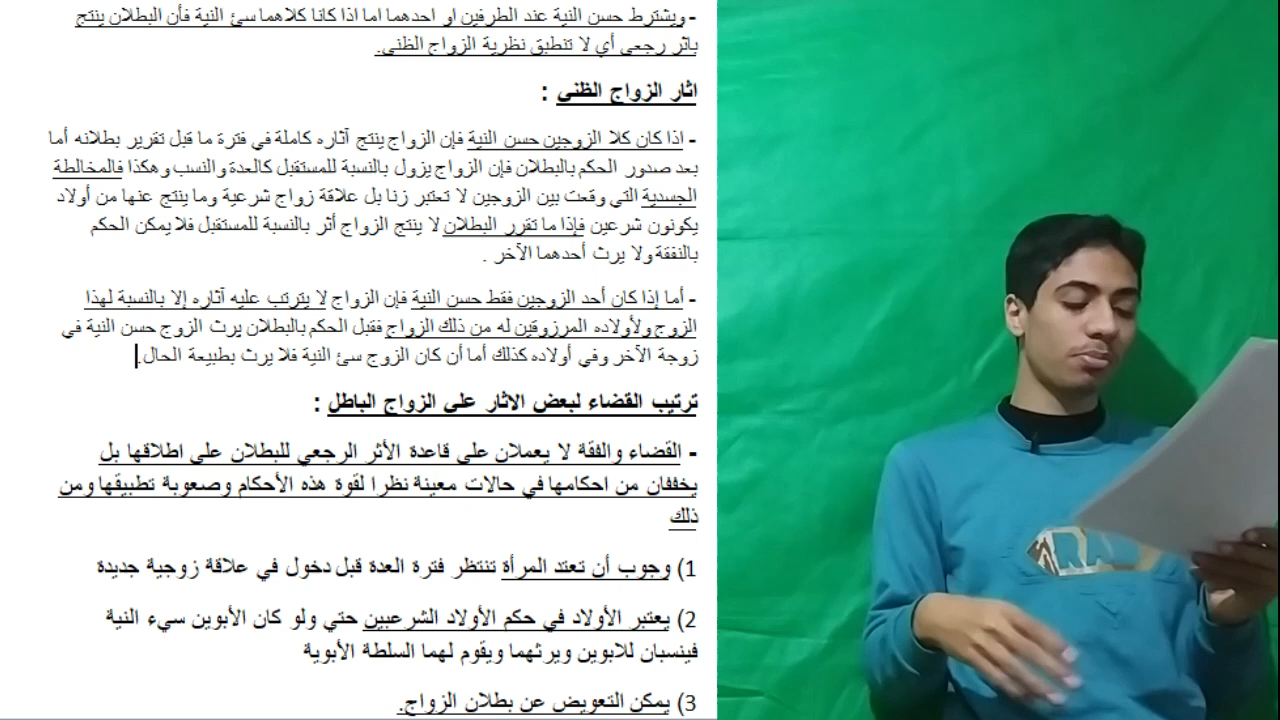 - ويشترط حسن النية عند الطرفين او احدهما اما اذا كانا كلاهما سئ النية فأن البطلان ينتج
باثر رجعي أي لا تنطبق نظرية الزواج الظني.
اثار الزواج الظني :
- اذا كان كلا الزوجين حسن النية فإن الزواج ينتج آثاره كاملة في فترة ما قبل تقرير بطلانه أما
بعد صدور الحكم بالبطلان فإن الزواج يزول بالنسبة للمستقبل كالعدة والنسب وهكذا فالمخالطة
الجسدية التي وقعت بين الزوجين لا تعتبر زنا بل علاقة زواج شرعية وما ينتج عنها من أولاد
يكونون شرعين فإذا ما تقرر البطلان لا ينتج الزواج أثر بالنسبة للمستقبل فلا يمكن الحكم
بالنفقة ولا يرث أحدهما الآخر .
- أما إذا كان أحد الزوجين فقط حسن النية فإن الزواج لا يترتب عليه آثاره إلا بالنسبة لهذا
الزوج ولأولاده المرزوقين له من ذلك الزواج فقبل الحكم بالبطلان يرث الزوج حسن النية في
زوجة الآخر وفي أولاده كذلك أما أن كان الزوج سئ النية فلا يرث بطبيعة الحال.
ترتيب القضاء لبعض الاثار علي الزواج الباطل :
- القضاء والفقة لا يعملان علي قاعدة الأثر الرجعي للبطلان علي اطلاقها بل
يخففان من احكامها في حالات معينة نظرا لقوة هذه الأحكام وصعوبة تطبيقها ومن
ذلك
1) وجوب أن تعتد المرأة تنتظر فترة العدة قبل دخول في علاقة زوجية جديدة
2) يعتبر الأولاد في حكم الأولاد الشرعيين حتي ولو كان الأبوين سيء النية
فينسبان للابوين ويرثهما ويقوم لهما السلطة الأبوية
3) يمكن التعويض عن بطلان الزواج.